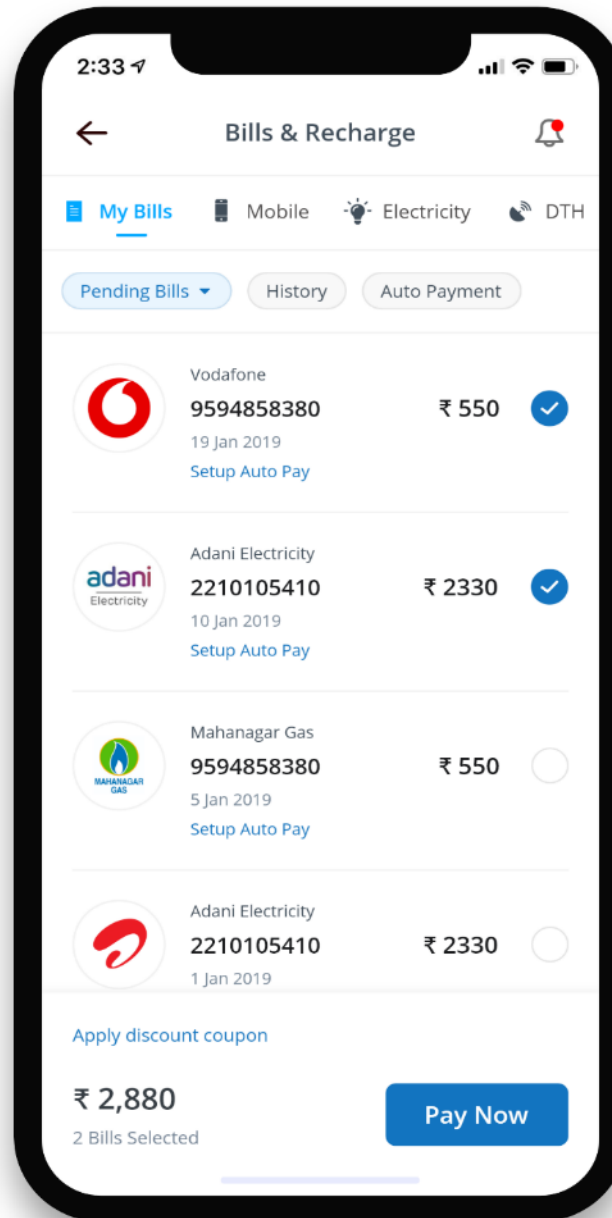 2:33
Bills & Recharge
My Bills Mobile Electricity DTH
Pending Bills History Auto Payment
Vodafone
9594858380 ₹ 550
19 Jan 2019
Setup Auto Pay
adani
Electricity
Adani Electricity
2210105410 ₹ 2330
10 Jan 2019
Setup Auto Pay
MAHANAGAR
GAS
Mahanagar Gas
9594858380 ₹ 550
5 Jan 2019
Setup Auto Pay
Adani Electricity
2210105410 ₹ 2330
1 Jan 2019
Apply discount coupon
₹ 2,880
2 Bills Selected
Pay Now